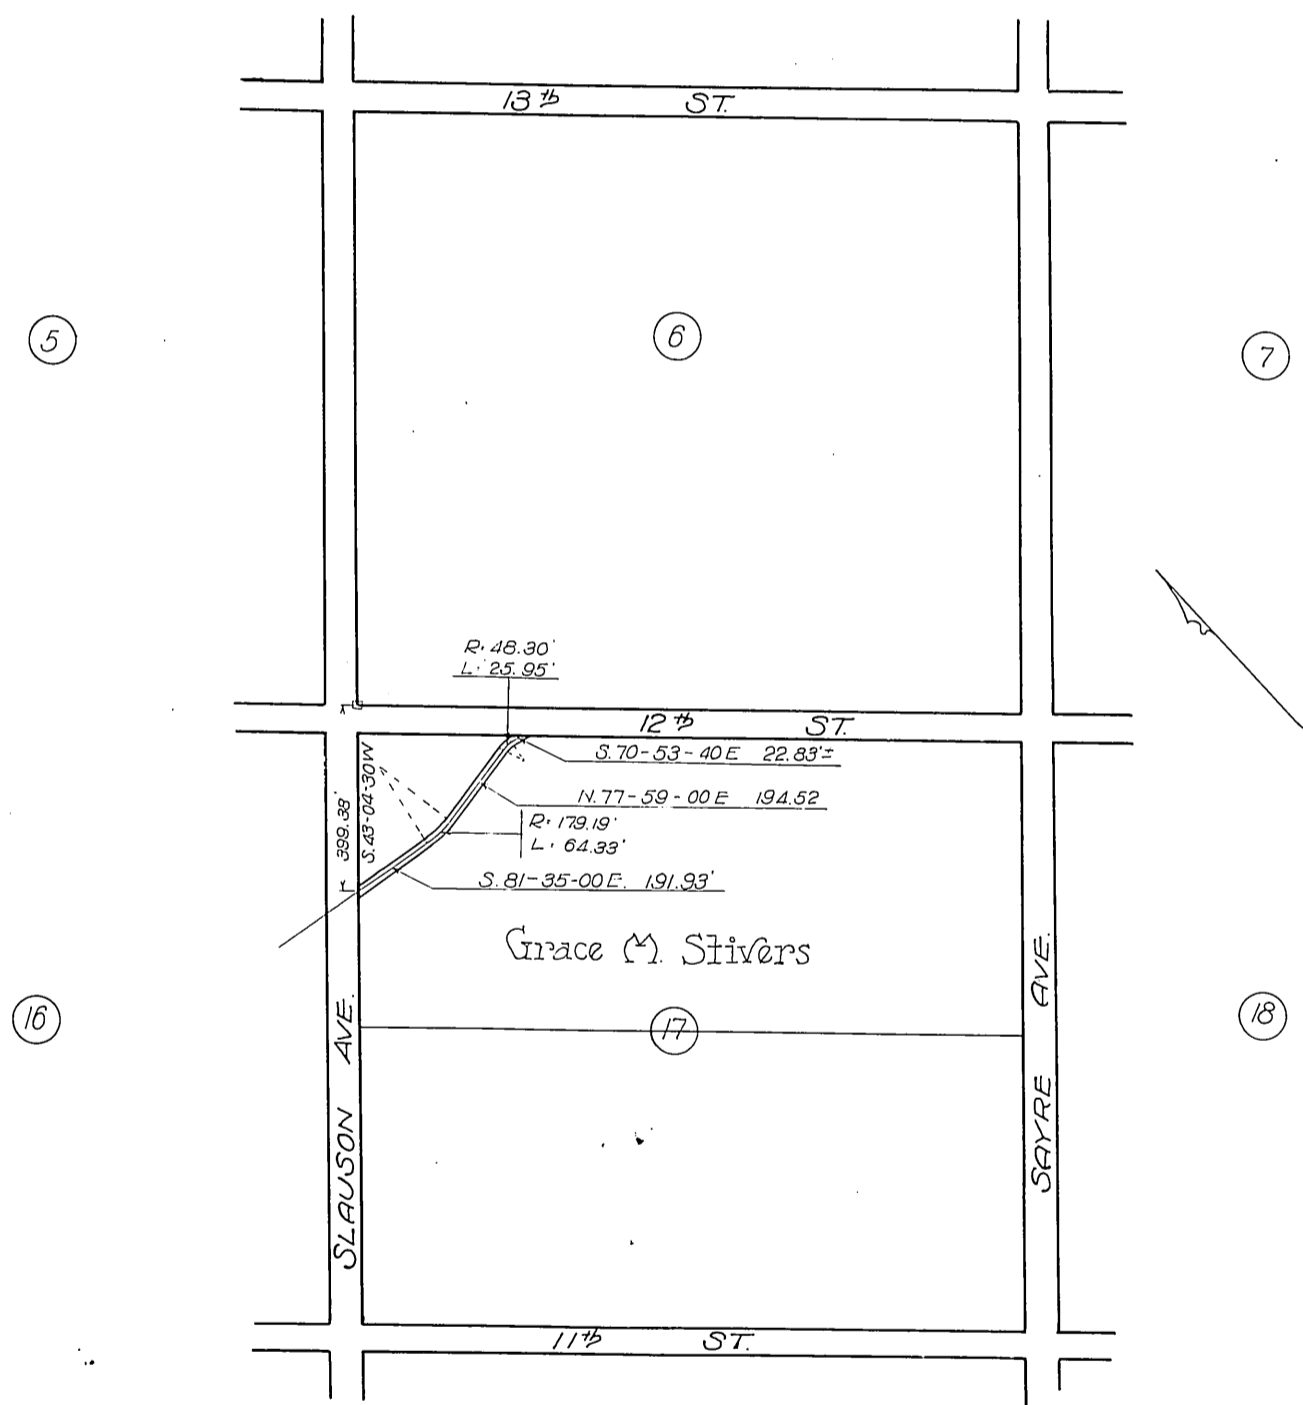 13th ST.
5
6
7
R. 48.30'
L. 25.95'
12th ST.
S. 70-53-40 E 22.83'±
N. 77-59-00 E 194.52
R. 179.19'
L. 64.33'
399.38'
S. 43-04-30W
S. 81-35-00 E. 191.93'
Grace M. Stivers
16
17
18
SLAUSON AVE.
SAYRE AVE.
11th ST.